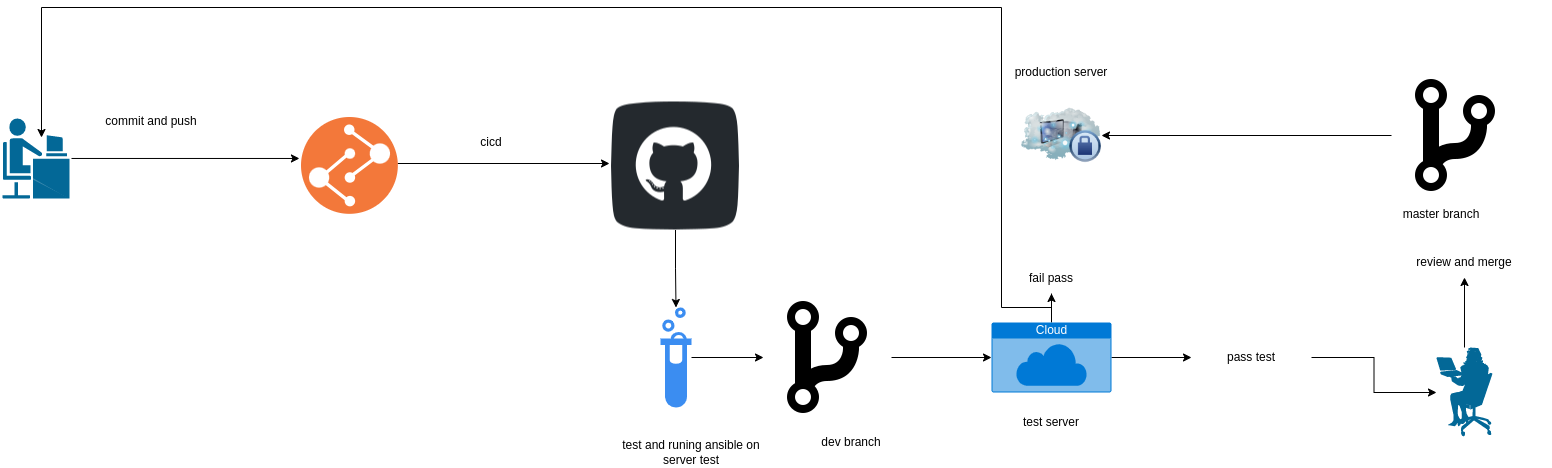 production server
commit and push
cicd
master branch
review and merge
fail pass
Cloud
pass test
test server
dev branch
test and runing ansible on
server test